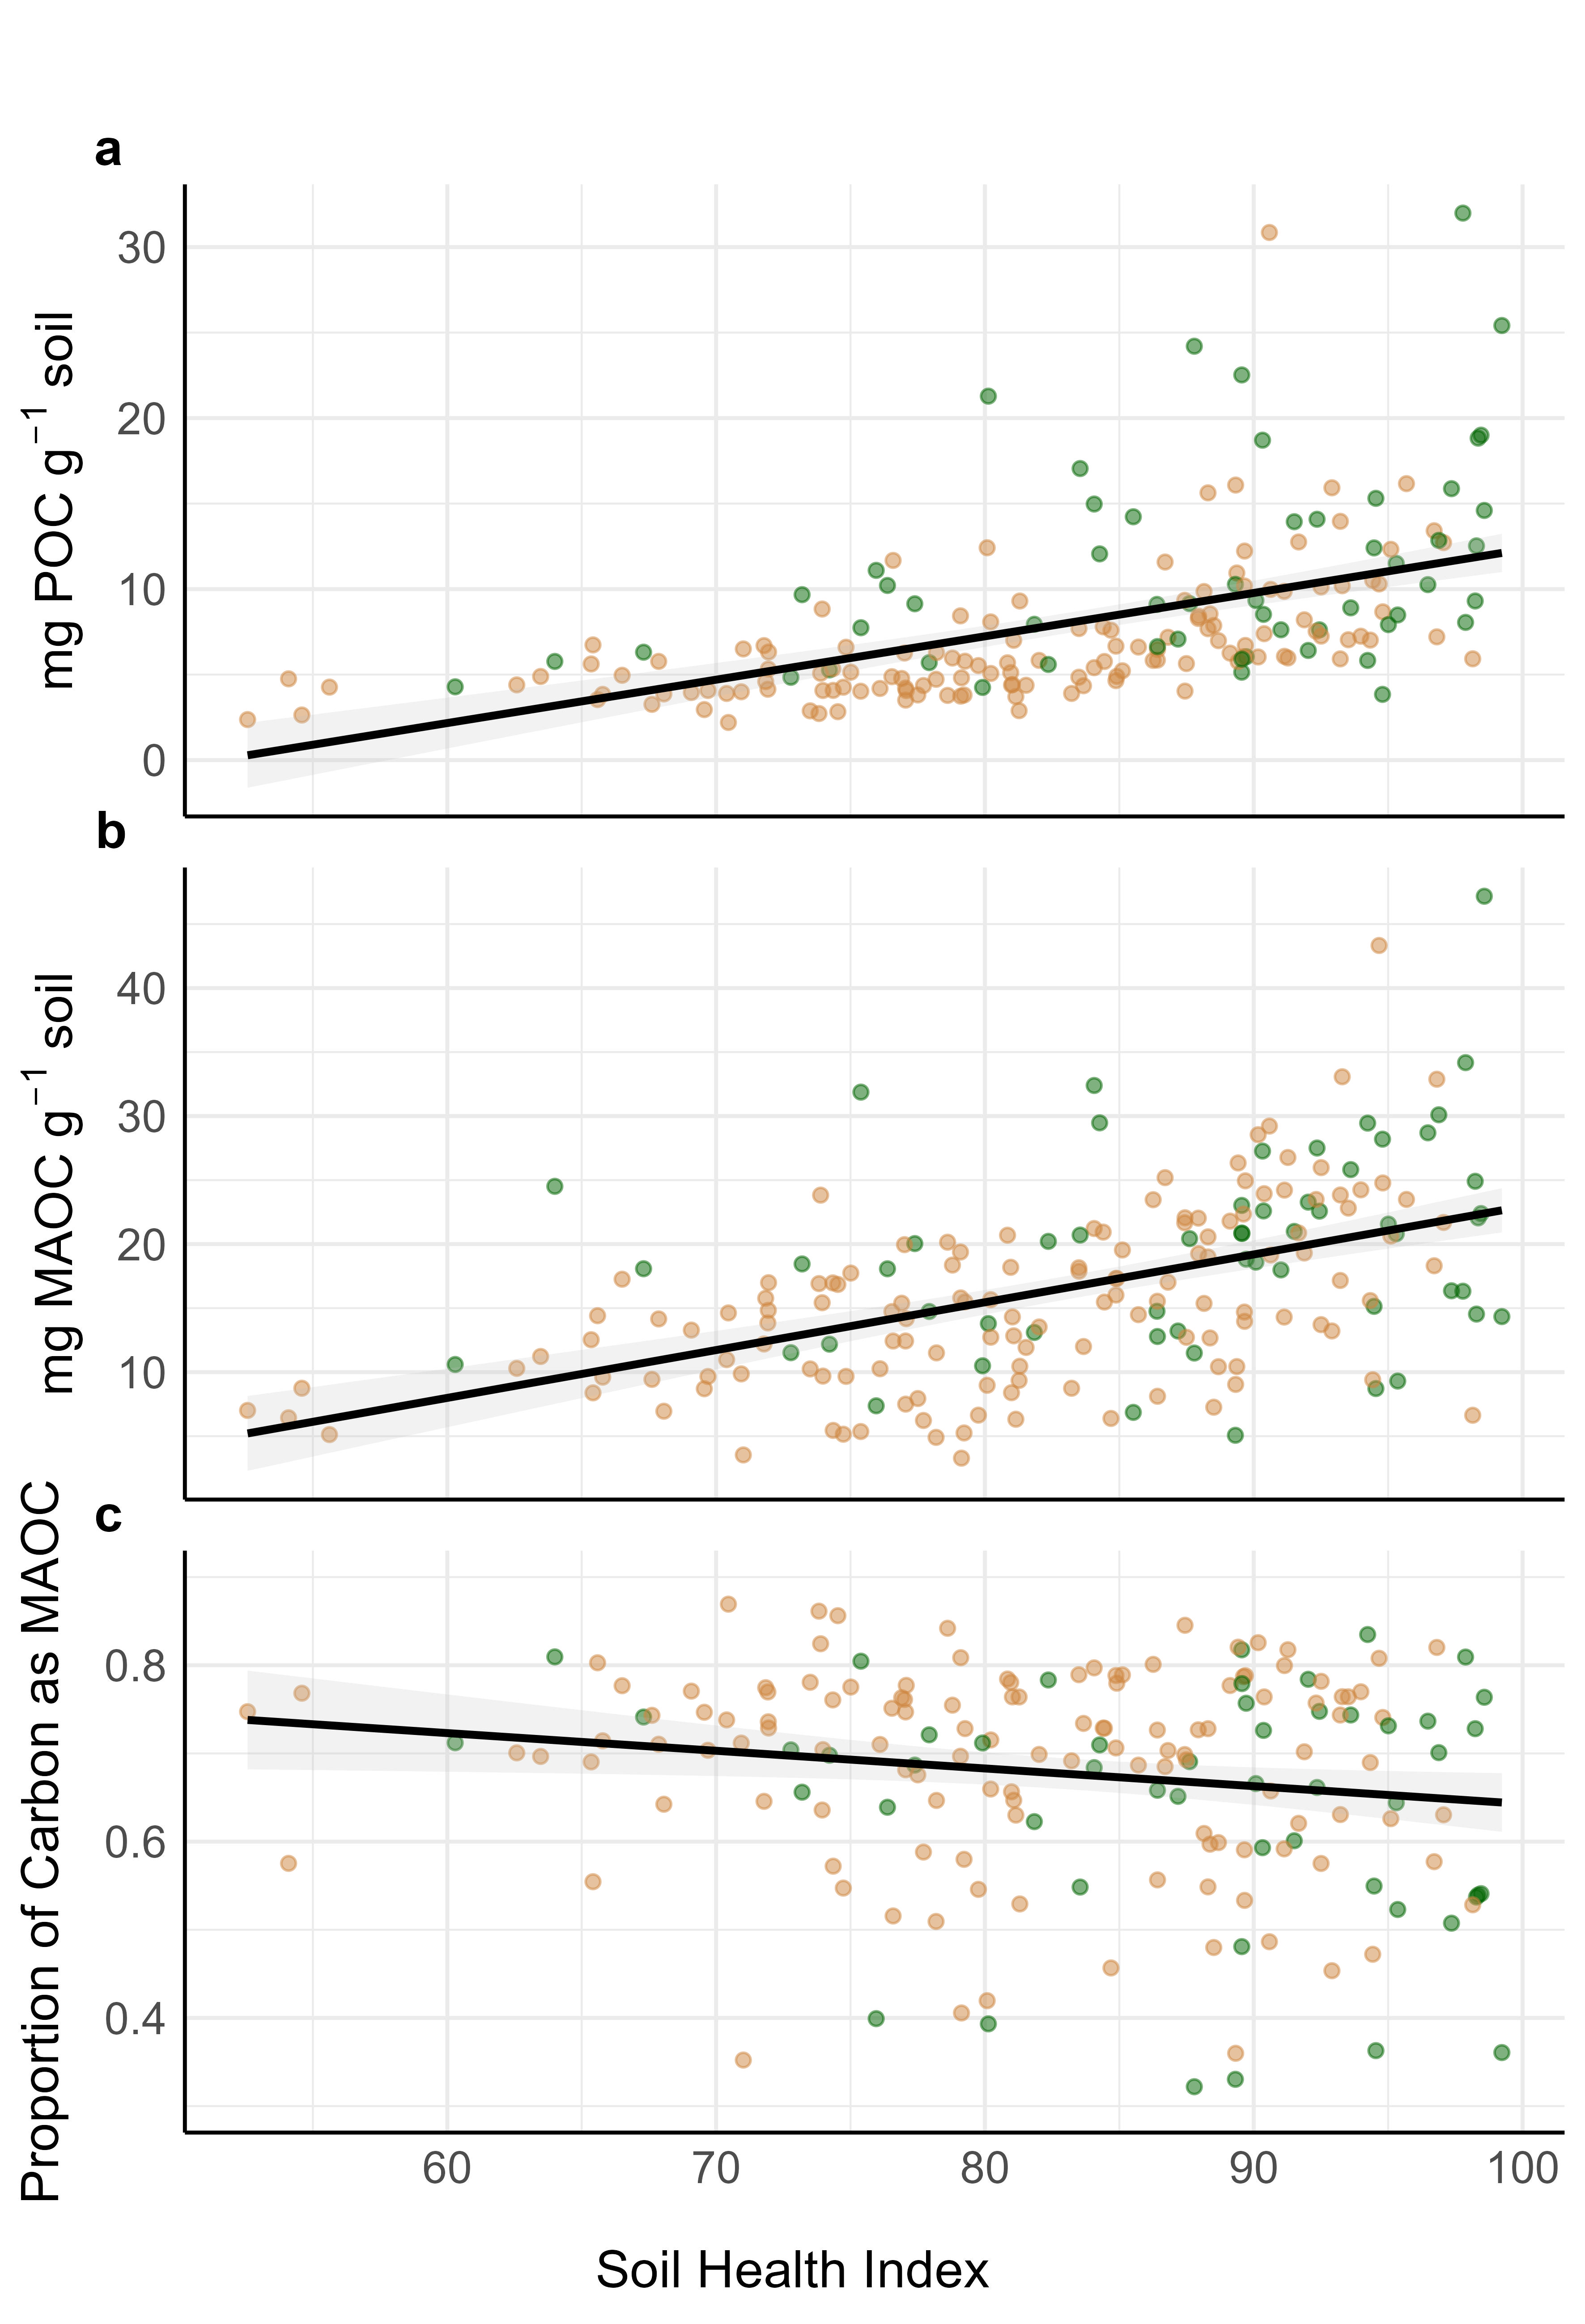 a
mg POC g−1 soil
30
20
10
0
b
mg MAOC g−1 soil
40
30
20
10
c
Proportion of Carbon as MAOC
0.8
0.6
0.4
60 70 80 90 100
Soil Health Index